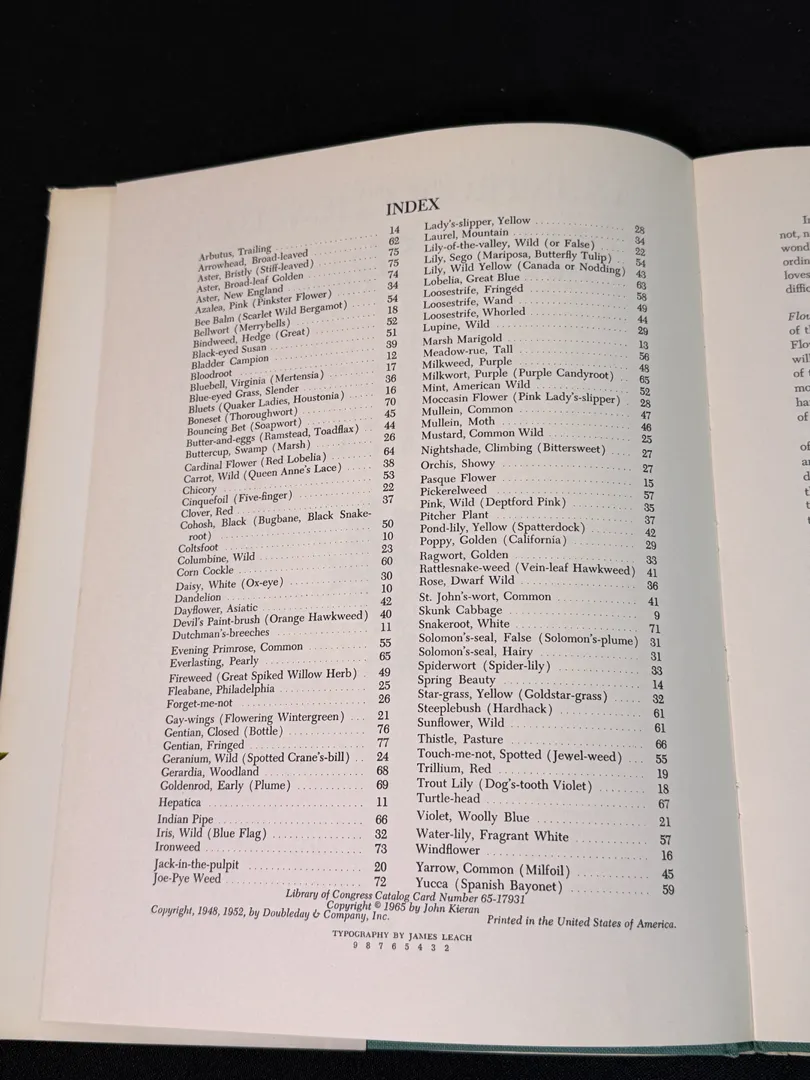 INDEX
Arbutus, Trailing 14
Arrowhead, Broad-leaved 62
Aster, Bristly (Stiff-leaved) 75
Aster, Broad-leaf Golden 75
Aster, New England 74
Azalea, Pink (Pinkster Flower) 34
Bee Balm (Scarlet Wild Bergamot) 54
Bellwort (Merrybells) 18
Bindweed, Hedge (Great) 52
Black-eyed Susan 51
Bladder Campion 39
Bloodroot 12
Bluebell, Virginia (Mertensia) 17
Blue-eyed Grass, Slender 36
Bluets (Quaker Ladies, Houstonia) 16
Boneset (Thoroughwort) 70
Bouncing Bet (Soapwort) 45
Butter-and-eggs (Ramstead, Toadflax) 44
Buttercup, Swamp (Marsh) 26
Cardinal Flower (Red Lobelia) 64
Carrot, Wild (Queen Anne's Lace) 38
Chicory 53
Cinquefoil (Five-finger) 22
Clover, Red 37
Cohosh, Black (Bugbane, Black Snake-
root) 50
Coltsfoot 10
Columbine, Wild 23
Corn Cockle 60
Daisy, White (Ox-eye) 30
Dandelion 10
Dayflower, Asiatic 42
Devil's Paint-brush (Orange Hawkweed) 40
Dutchman's-breeches 11
Evening Primrose, Common 55
Everlasting, Pearly 65
Fireweed (Great Spiked Willow Herb) 49
Fleabane, Philadelphia 25
Forget-me-not 26
Gay-wings (Flowering Wintergreen) 21
Gentian, Closed (Bottle) 76
Gentian, Fringed 77
Geranium, Wild (Spotted Crane's-bill) 24
Gerardia, Woodland 68
Goldenrod, Early (Plume) 69
Hepatica 11
Indian Pipe 66
Iris, Wild (Blue Flag) 32
Ironweed 73
Jack-in-the-pulpit 20
Joe-Pye Weed 72
Lady's-slipper, Yellow 28
Laurel, Mountain 34
Lily-of-the-valley, Wild (or False) 22
Lily, Sego (Mariposa, Butterfly Tulip) 54
Lily, Wild Yellow (Canada or Nodding) 43
Lobelia, Great Blue 63
Loosestrife, Fringed 58
Loosestrife, Wand 49
Loosestrife, Whorled 44
Lupine, Wild 29
Marsh Marigold 13
Meadow-rue, Tall 56
Milkweed, Purple 48
Milkwort, Purple (Purple Candyroot) 65
Mint, American Wild 52
Moccasin Flower (Pink Lady's-slipper) 28
Mullein, Common 47
Mullein, Moth 46
Mustard, Common Wild 25
Nightshade, Climbing (Bittersweet) 27
Orchis, Showy 27
Pasque Flower 15
Pickerelweed 57
Pink, Wild (Deptford Pink) 35
Pitcher Plant 37
Pond-lily, Yellow (Spatterdock) 42
Poppy, Golden (California) 29
Ragwort, Golden 33
Rattlesnake-weed (Vein-leaf Hawkweed) 41
Rose, Dwarf Wild 36
St. John's-wort, Common 41
Skunk Cabbage 9
Snakeroot, White 71
Solomon's-seal, False (Solomon's-plume) 31
Solomon's-seal, Hairy 31
Spiderwort (Spider-lily) 33
Spring Beauty 14
Star-grass, Yellow (Goldstar-grass) 32
Steeplebush (Hardhack) 61
Sunflower, Wild 61
Thistle, Pasture 66
Touch-me-not, Spotted (Jewel-weed) 55
Trillium, Red 19
Trout Lily (Dog's-tooth Violet) 18
Turtle-head 67
Violet, Woolly Blue 21
Water-lily, Fragrant White 57
Windflower 16
Yarrow, Common (Milfoil) 45
Yucca (Spanish Bayonet) 59
Library of Congress Catalog Card Number 65-17931
Copyright © 1965 by John Kieran
Copyright, 1948, 1952, by Doubleday & Company, Inc.
Printed in the United States of America.
TYPOGRAPHY BY JAMES LEACH
9 8 7 6 5 4 3 2
not, n
wond
ordin
loves
diffic
Flou
of t
Flo
wil
of
mo
ha
of
of